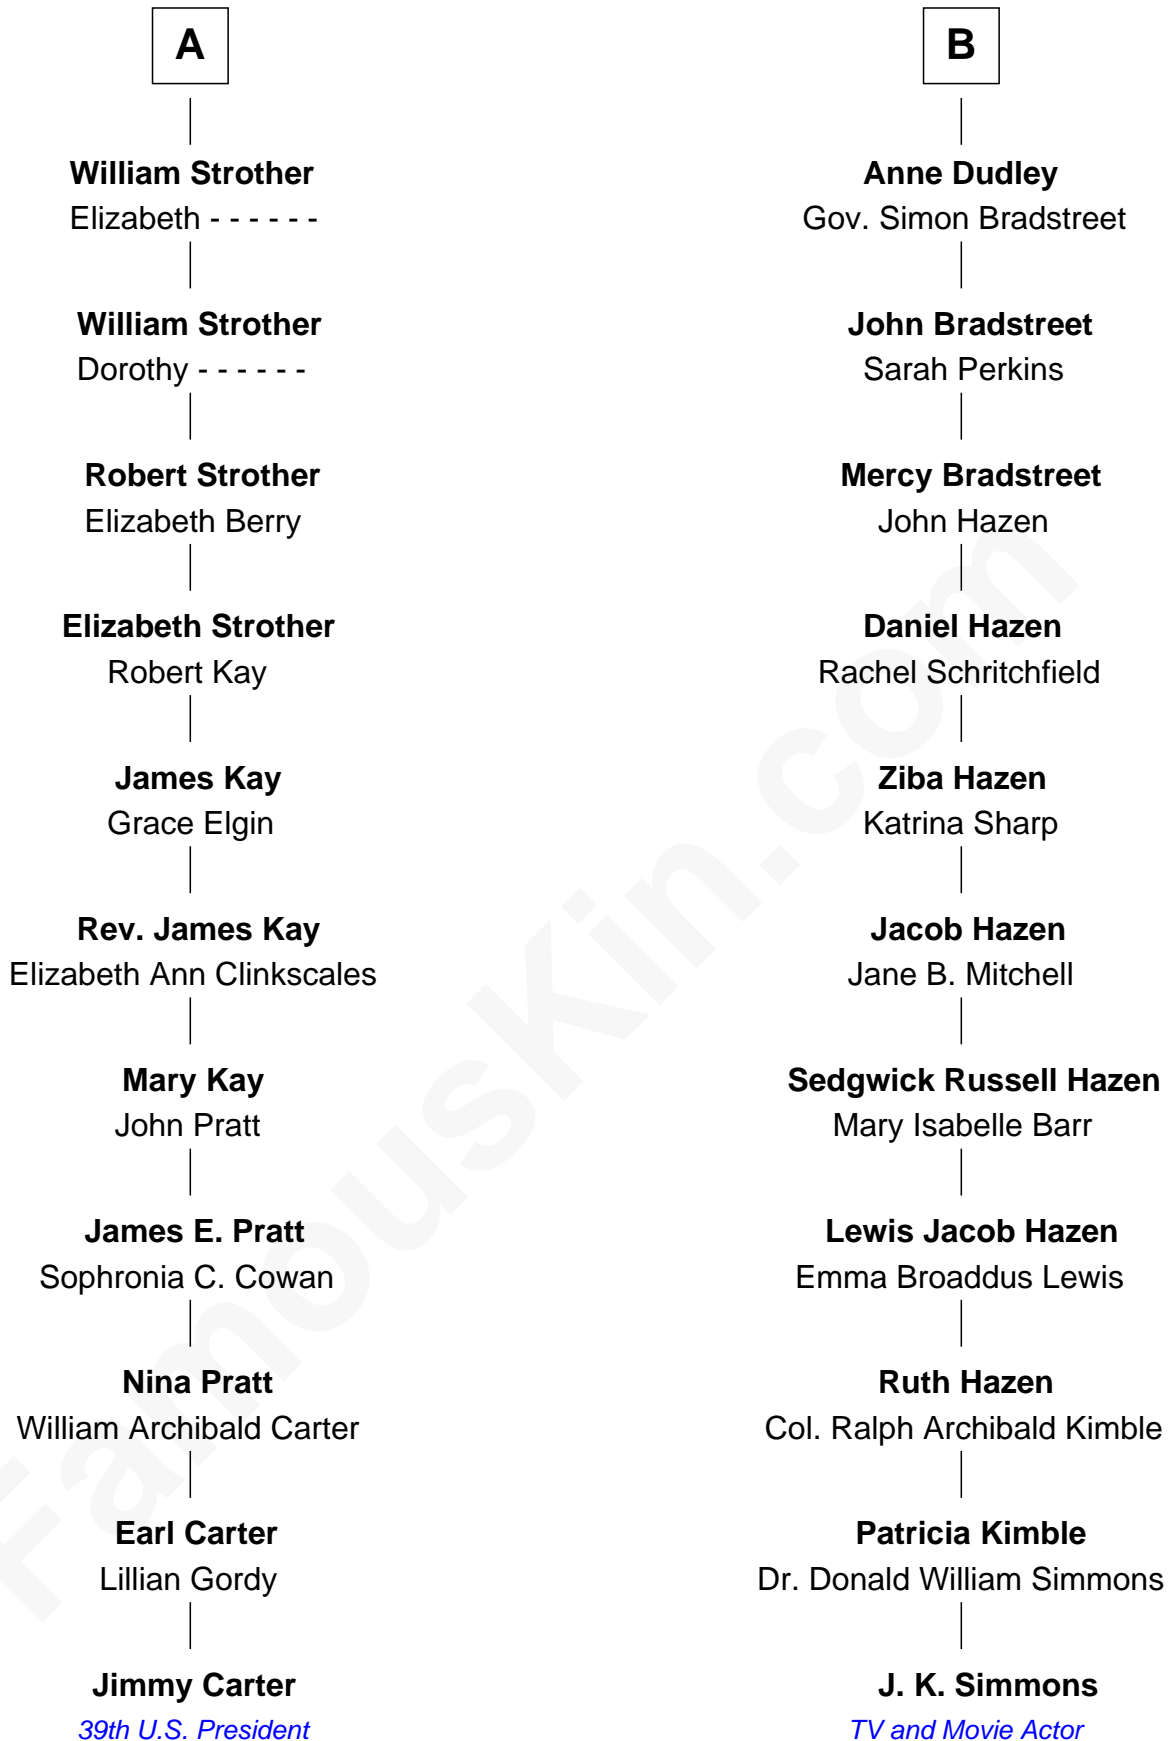 A
William Strother
Elizabeth - - - - - -
William Strother
Dorothy - - - - - -
Robert Strother
Elizabeth Berry
Elizabeth Strother
Robert Kay
James Kay
Grace Elgin
Rev. James Kay
Elizabeth Ann Clinkscales
Mary Kay
John Pratt
James E. Pratt
Sophronia C. Cowan
Nina Pratt
William Archibald Carter
Earl Carter
Lillian Gordy
Jimmy Carter
39th U.S. President
B
Anne Dudley
Gov. Simon Bradstreet
John Bradstreet
Sarah Perkins
Mercy Bradstreet
John Hazen
Daniel Hazen
Rachel Schritchfield
Ziba Hazen
Katrina Sharp
Jacob Hazen
Jane B. Mitchell
Sedgwick Russell Hazen
Mary Isabelle Barr
Lewis Jacob Hazen
Emma Broaddus Lewis
Ruth Hazen
Col. Ralph Archibald Kimble
Patricia Kimble
Dr. Donald William Simmons
J. K. Simmons
TV and Movie Actor
FamousKin.com